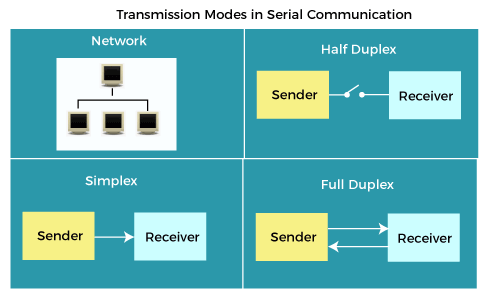 Transmission Modes in Serial Communication
Network
Half Duplex
Sender
Receiver
Simplex
Sender
Receiver
Full Duplex
Sender
Receiver